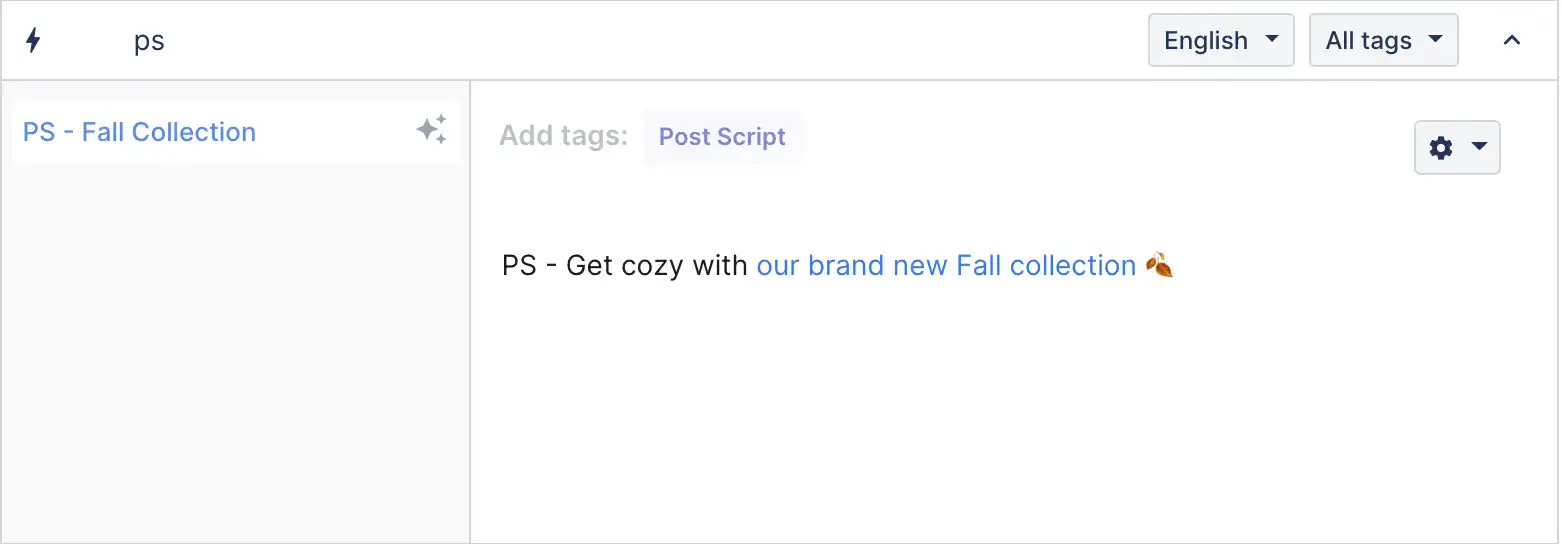 ps
English
All tags
PS - Fall Collection
Add tags: Post Script
PS - Get cozy with our brand new Fall collection 🍂